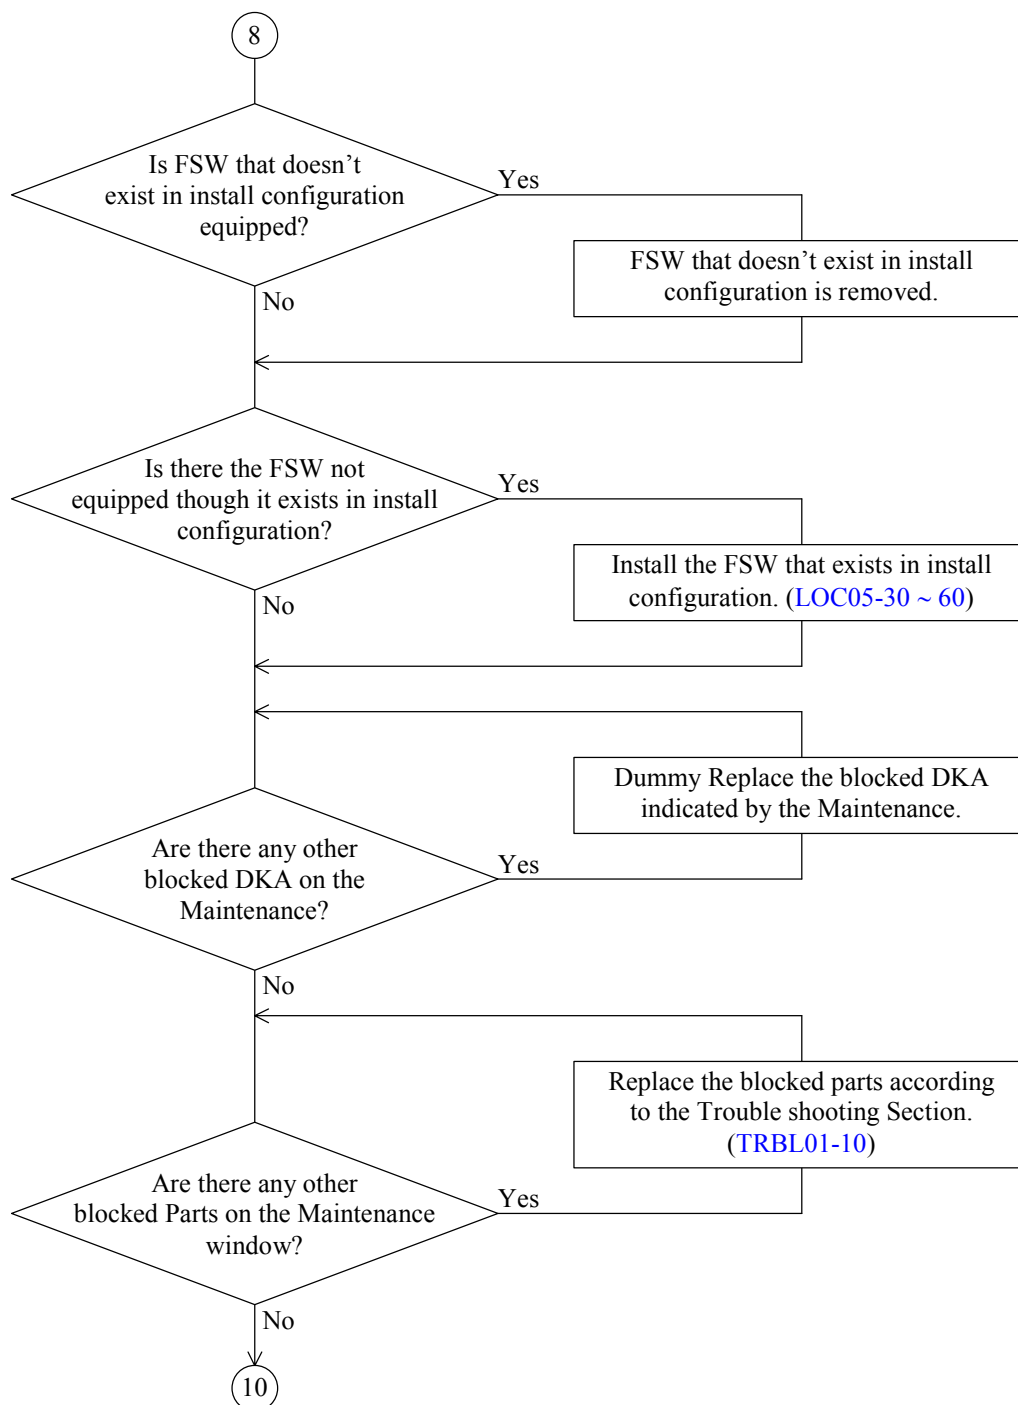 8
Is FSW that doesn’t
exist in install configuration
equipped?
Yes
FSW that doesn’t exist in install
configuration is removed.
No
Is there the FSW not
equipped though it exists in install
configuration?
Yes
Install the FSW that exists in install
configuration. (LOC05-30 ~ 60)
No
Dummy Replace the blocked DKA
indicated by the Maintenance.
Are there any other
blocked DKA on the
Maintenance?
Yes
No
Replace the blocked parts according
to the Trouble shooting Section.
(TRBL01-10)
Are there any other
blocked Parts on the Maintenance
window?
Yes
No
10